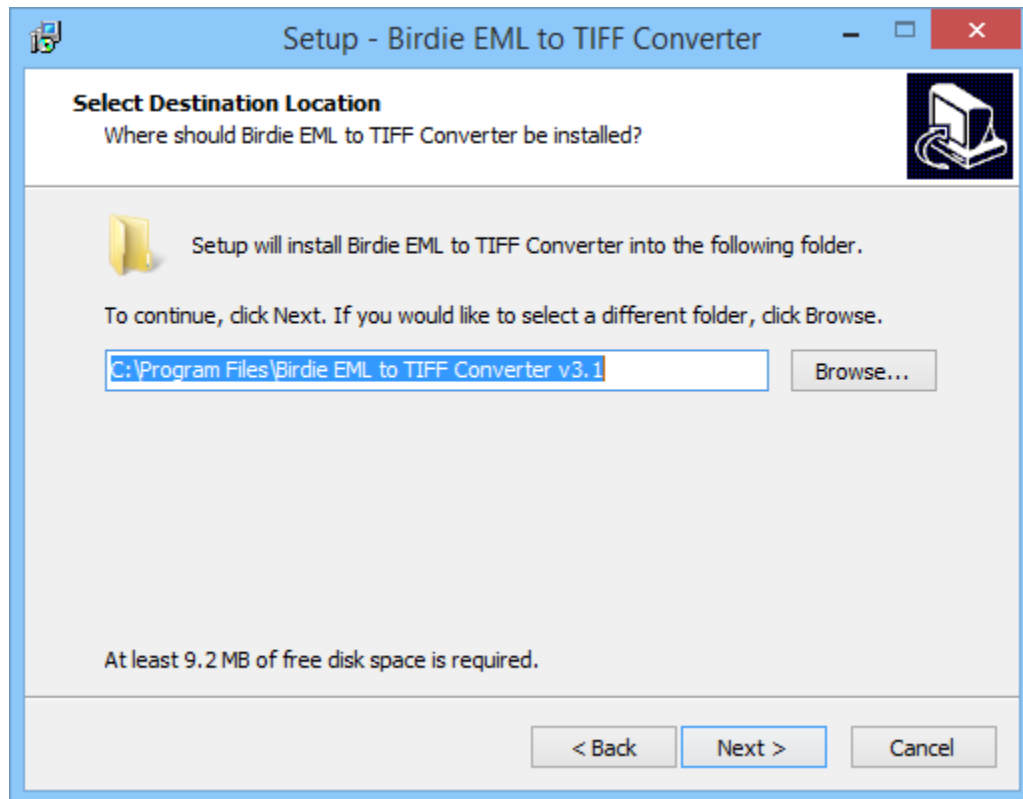 Setup - Birdie EML to TIFF Converter
Select Destination Location
Where should Birdie EML to TIFF Converter be installed?
Setup will install Birdie EML to TIFF Converter into the following folder.
To continue, click Next. If you would like to select a different folder, click Browse.
C:\Program Files\Birdie EML to TIFF Converter v3.1
Browse...
At least 9.2 MB of free disk space is required.
< Back
Next >
Cancel